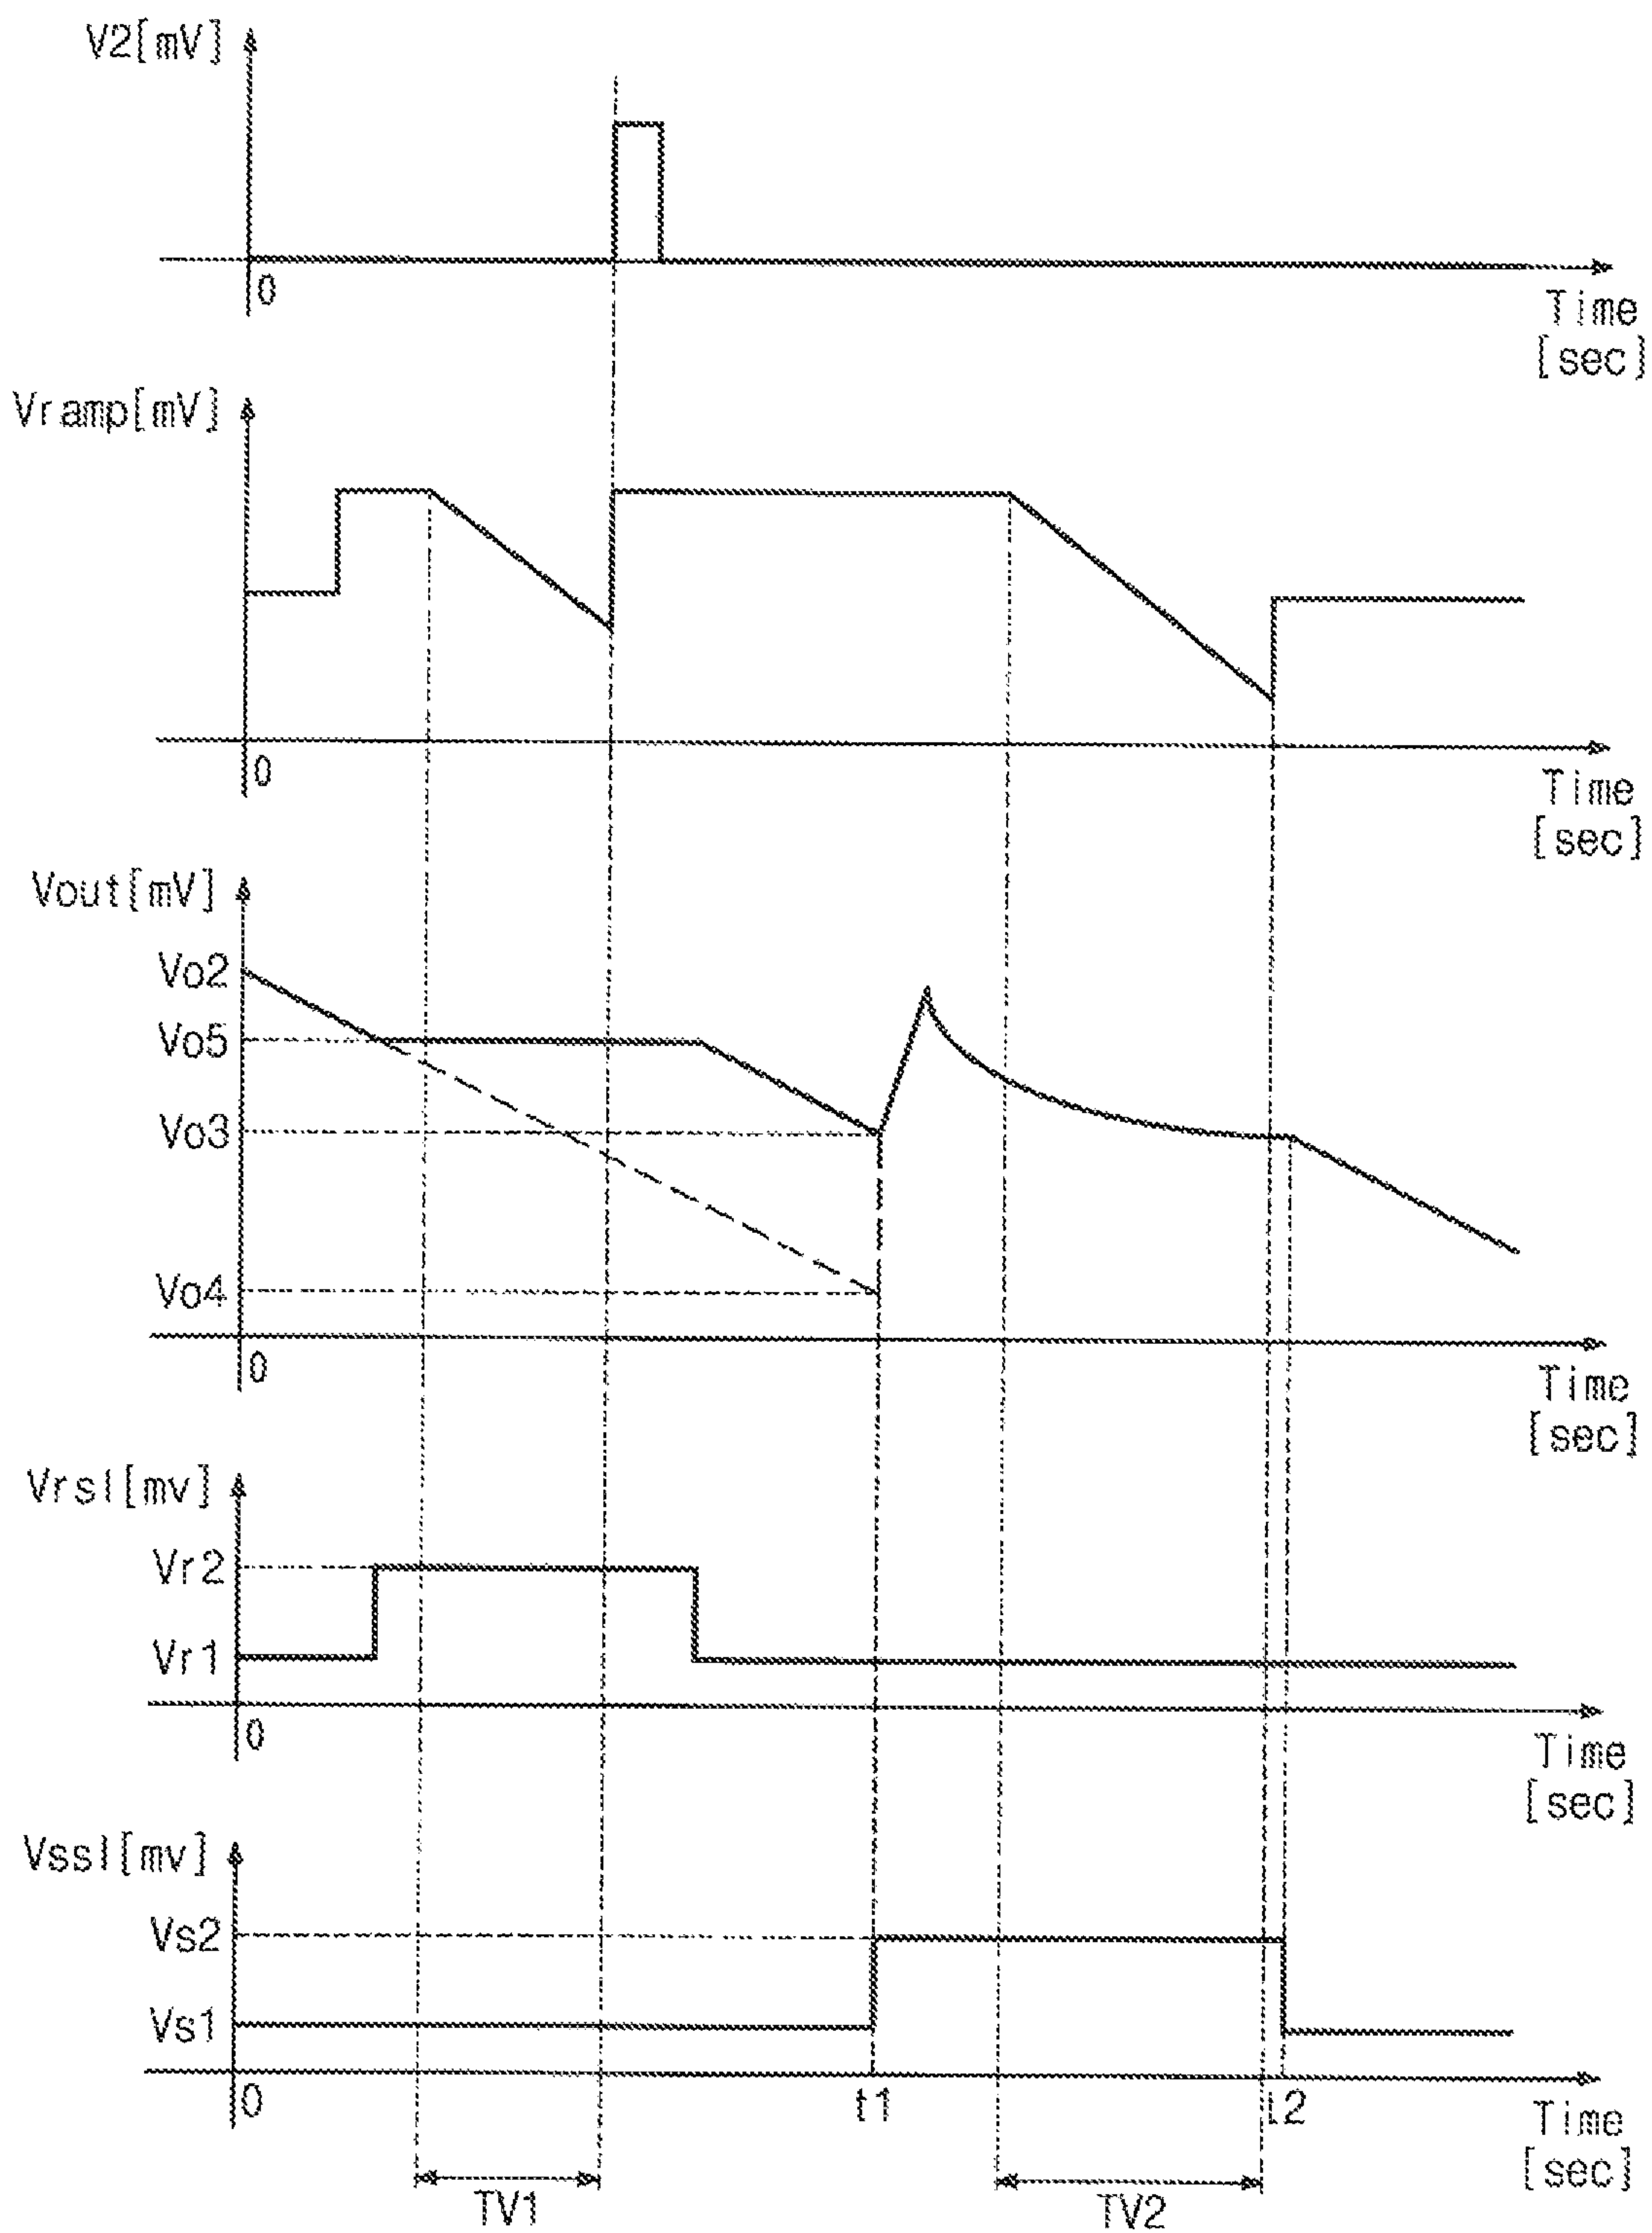 V2[mV]
0
Time
[sec]
Vramp[mV]
0
Time
[sec]
Vout[mV]
Vo2
Vo5
Vo3
Vo4
0
Time
[sec]
Vrsl[mv]
Vr2
Vr1
0
Time
[sec]
Vssl[mv]
Vs2
Vs1
0
t1
t2
Time
[sec]
TV1
TV2